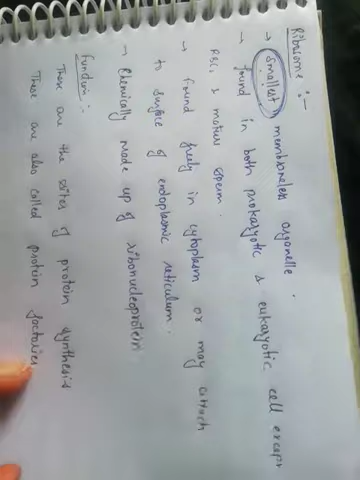 Ribosome :-
→ Smallest membraneless organelle.
→ found in both prokaryotic & eukaryotic cell except
RBCs & mature sperm.
→ found freely in cytoplasm or may attach
to surface of endoplasmic reticulum.
→ Chemically made up of ribonucleoprotein
function :-
These are the sites of protein synthesis
These are also called protein factories